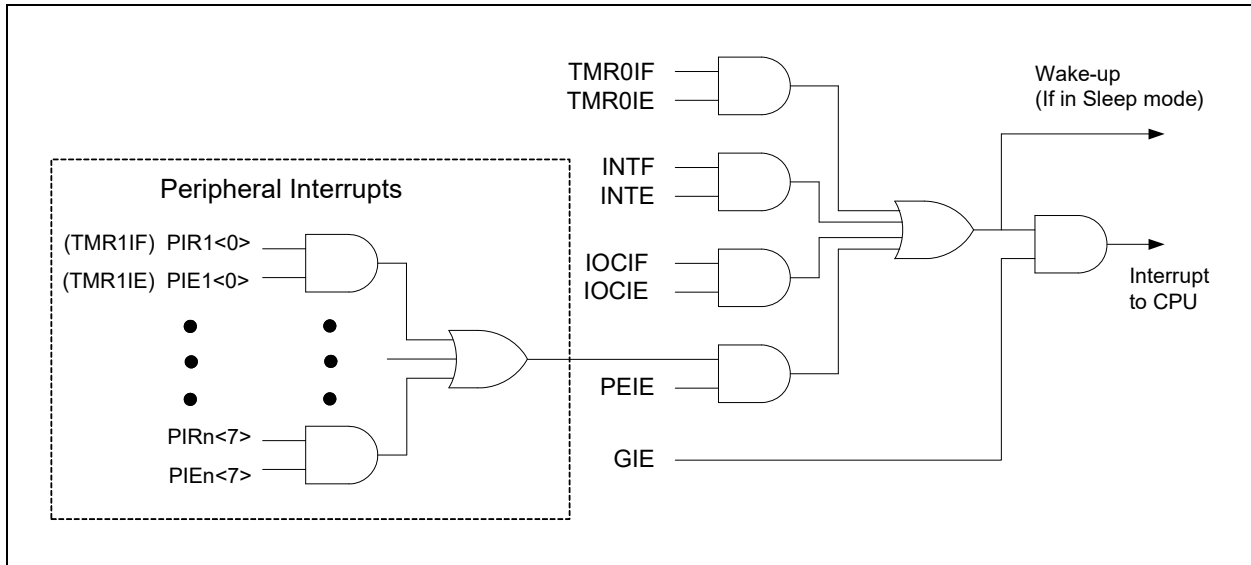 TMR0IF
TMR0IE
Wake-up
(If in Sleep mode)
INTF
INTE
Peripheral Interrupts
(TMR1IF) PIR1<0>
(TMR1IE) PIE1<0>
IOCIF
IOCIE
Interrupt
to CPU
PEIE
PIRn<7>
PIEn<7>
GIE